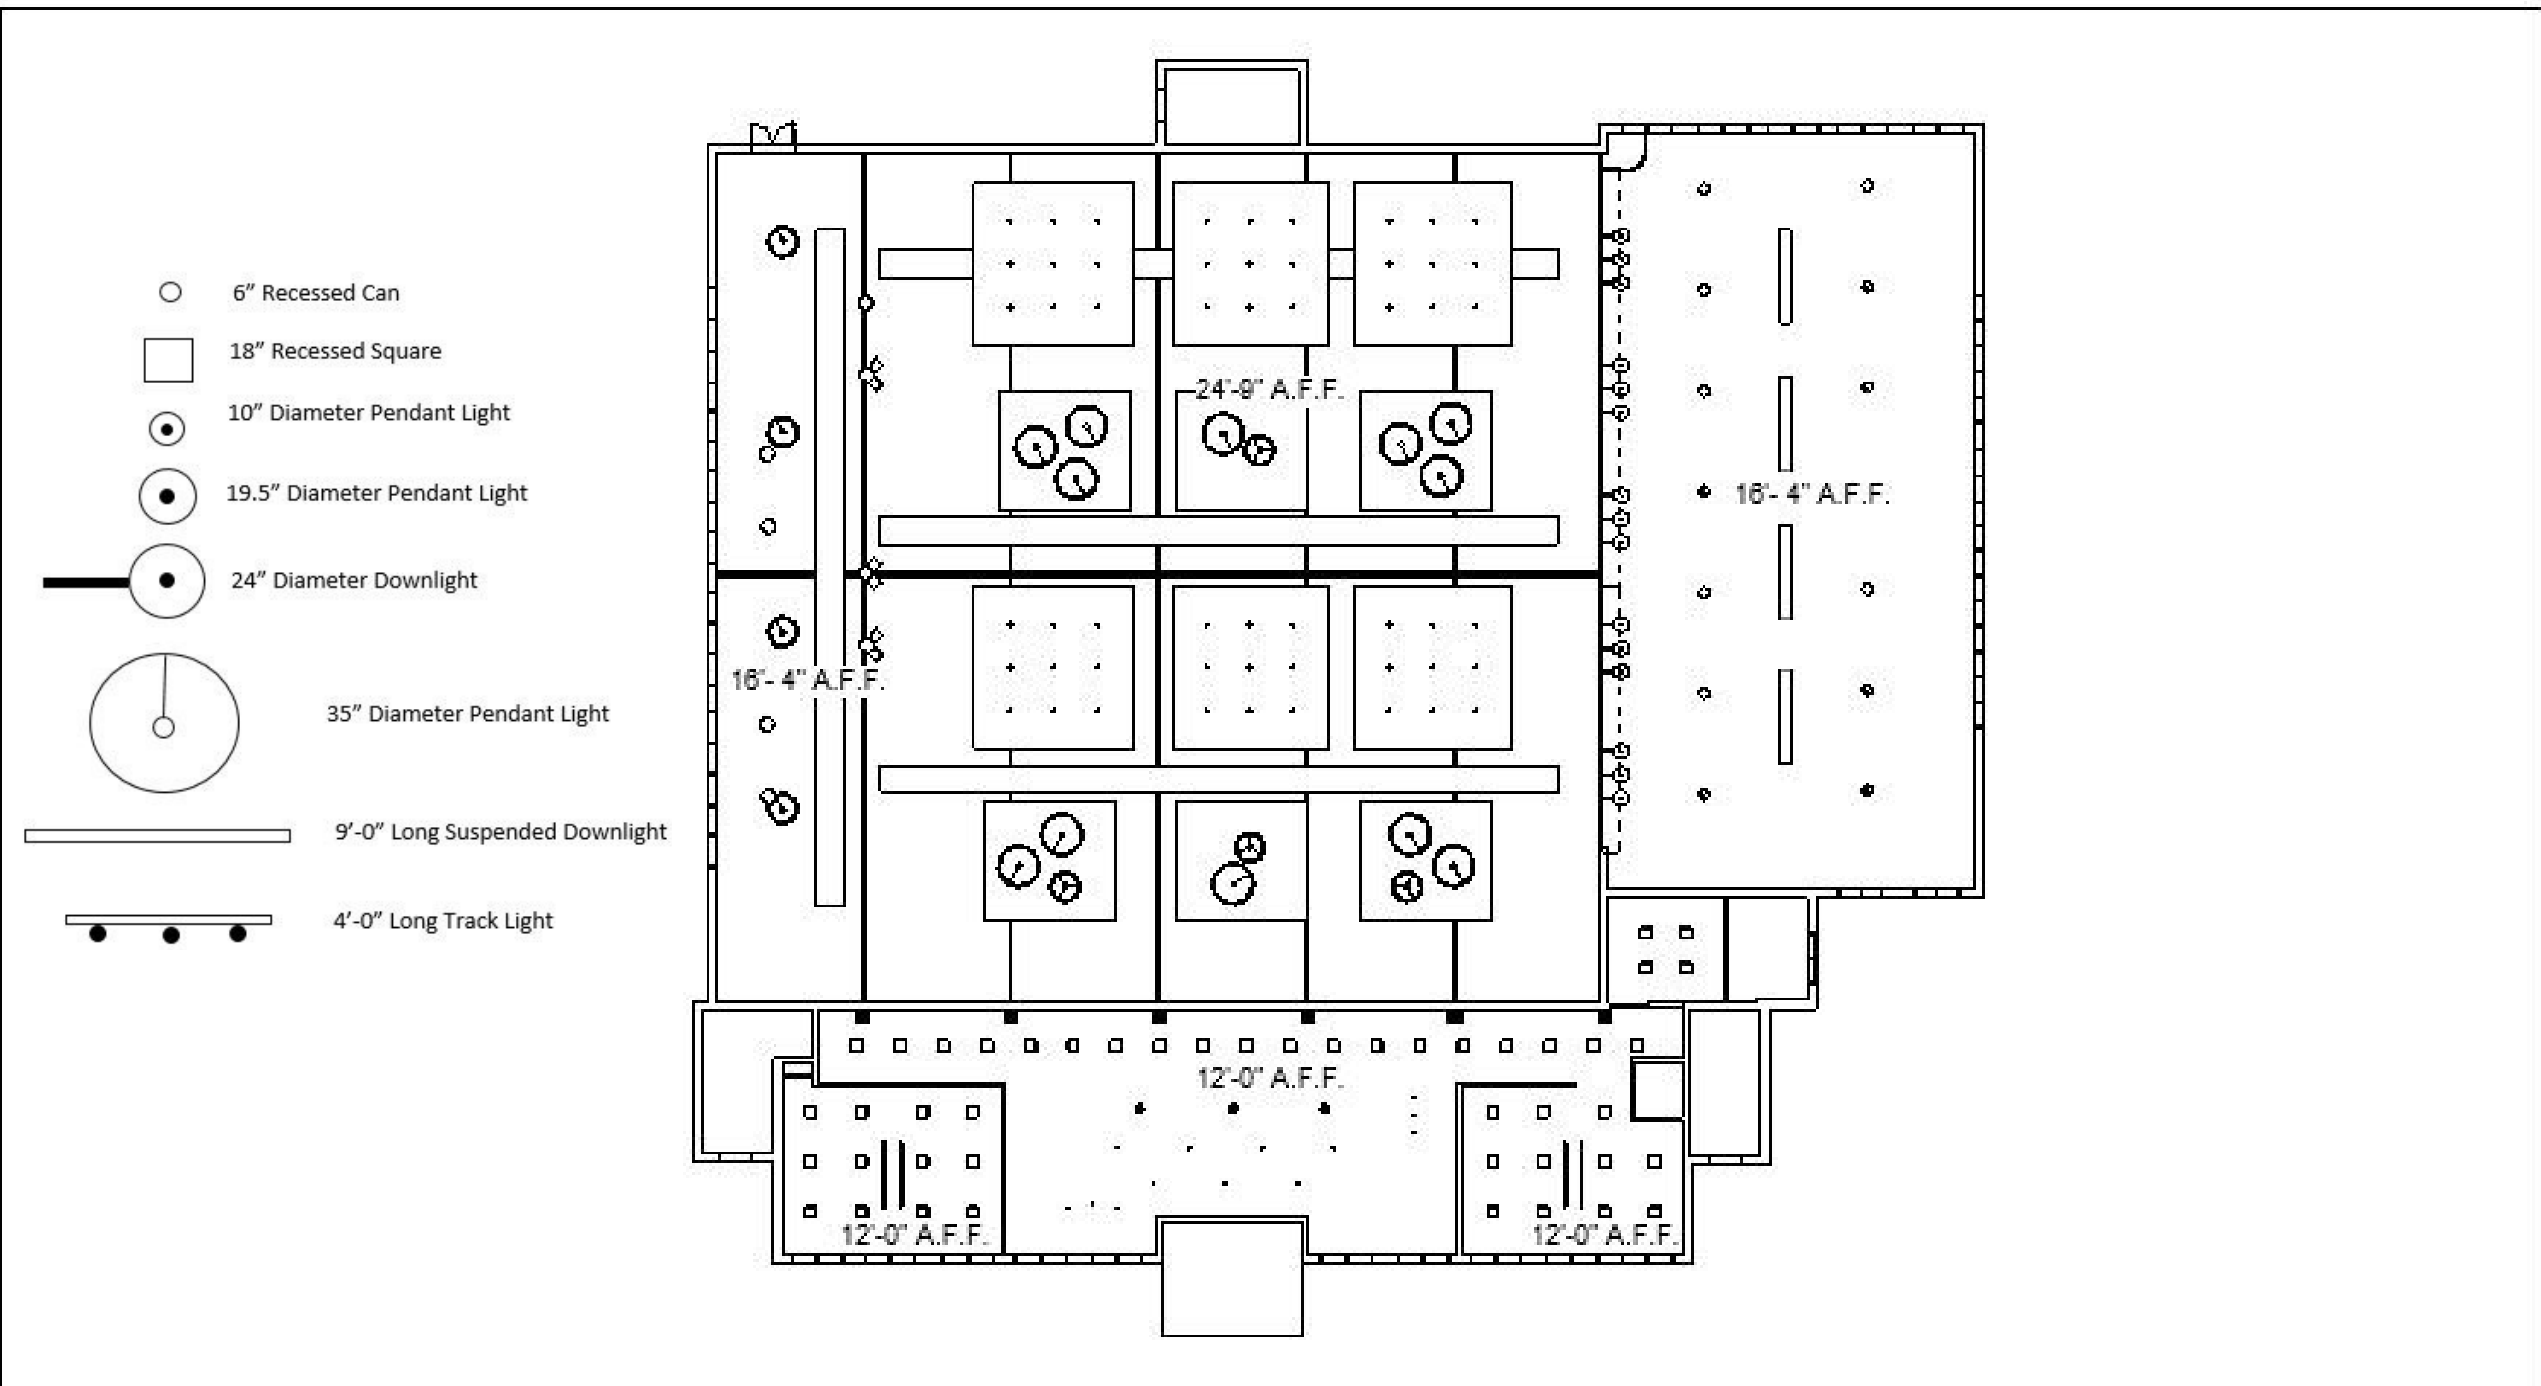 6” Recessed Can
18” Recessed Square
10” Diameter Pendant Light
19.5” Diameter Pendant Light
24” Diameter Downlight
35” Diameter Pendant Light
9’-0” Long Suspended Downlight
4’-0” Long Track Light
24'-9" A.F.F.
16'- 4" A.F.F.
16'- 4" A.F.F.
12'-0" A.F.F.
12'-0" A.F.F.
12'-0" A.F.F.